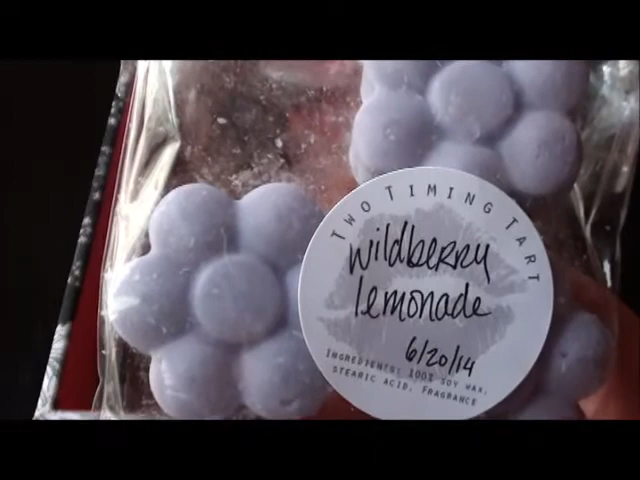 TWO TIMING TART
wildberry
lemonade
6/20/14
INGREDIENTS: 100% SOY WAX,
STEARIC ACID, FRAGRANCE